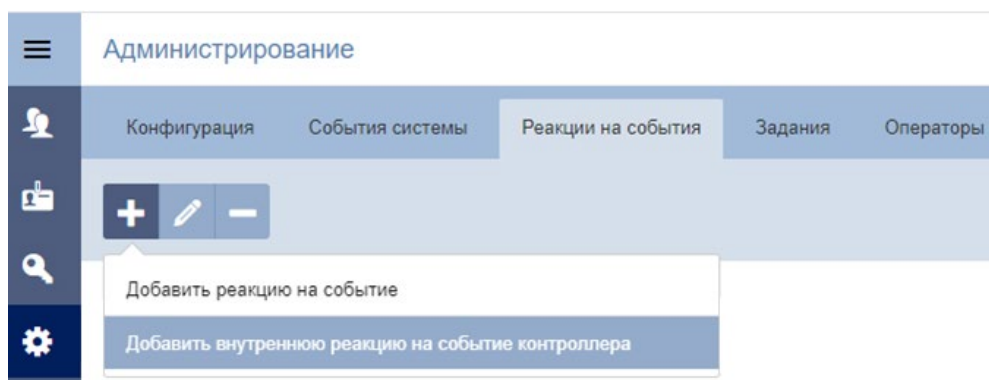 Администрирование
Конфигурация События системы Реакции на события Задания Операторы
Добавить реакцию на событие
Добавить внутреннюю реакцию на событие контроллера